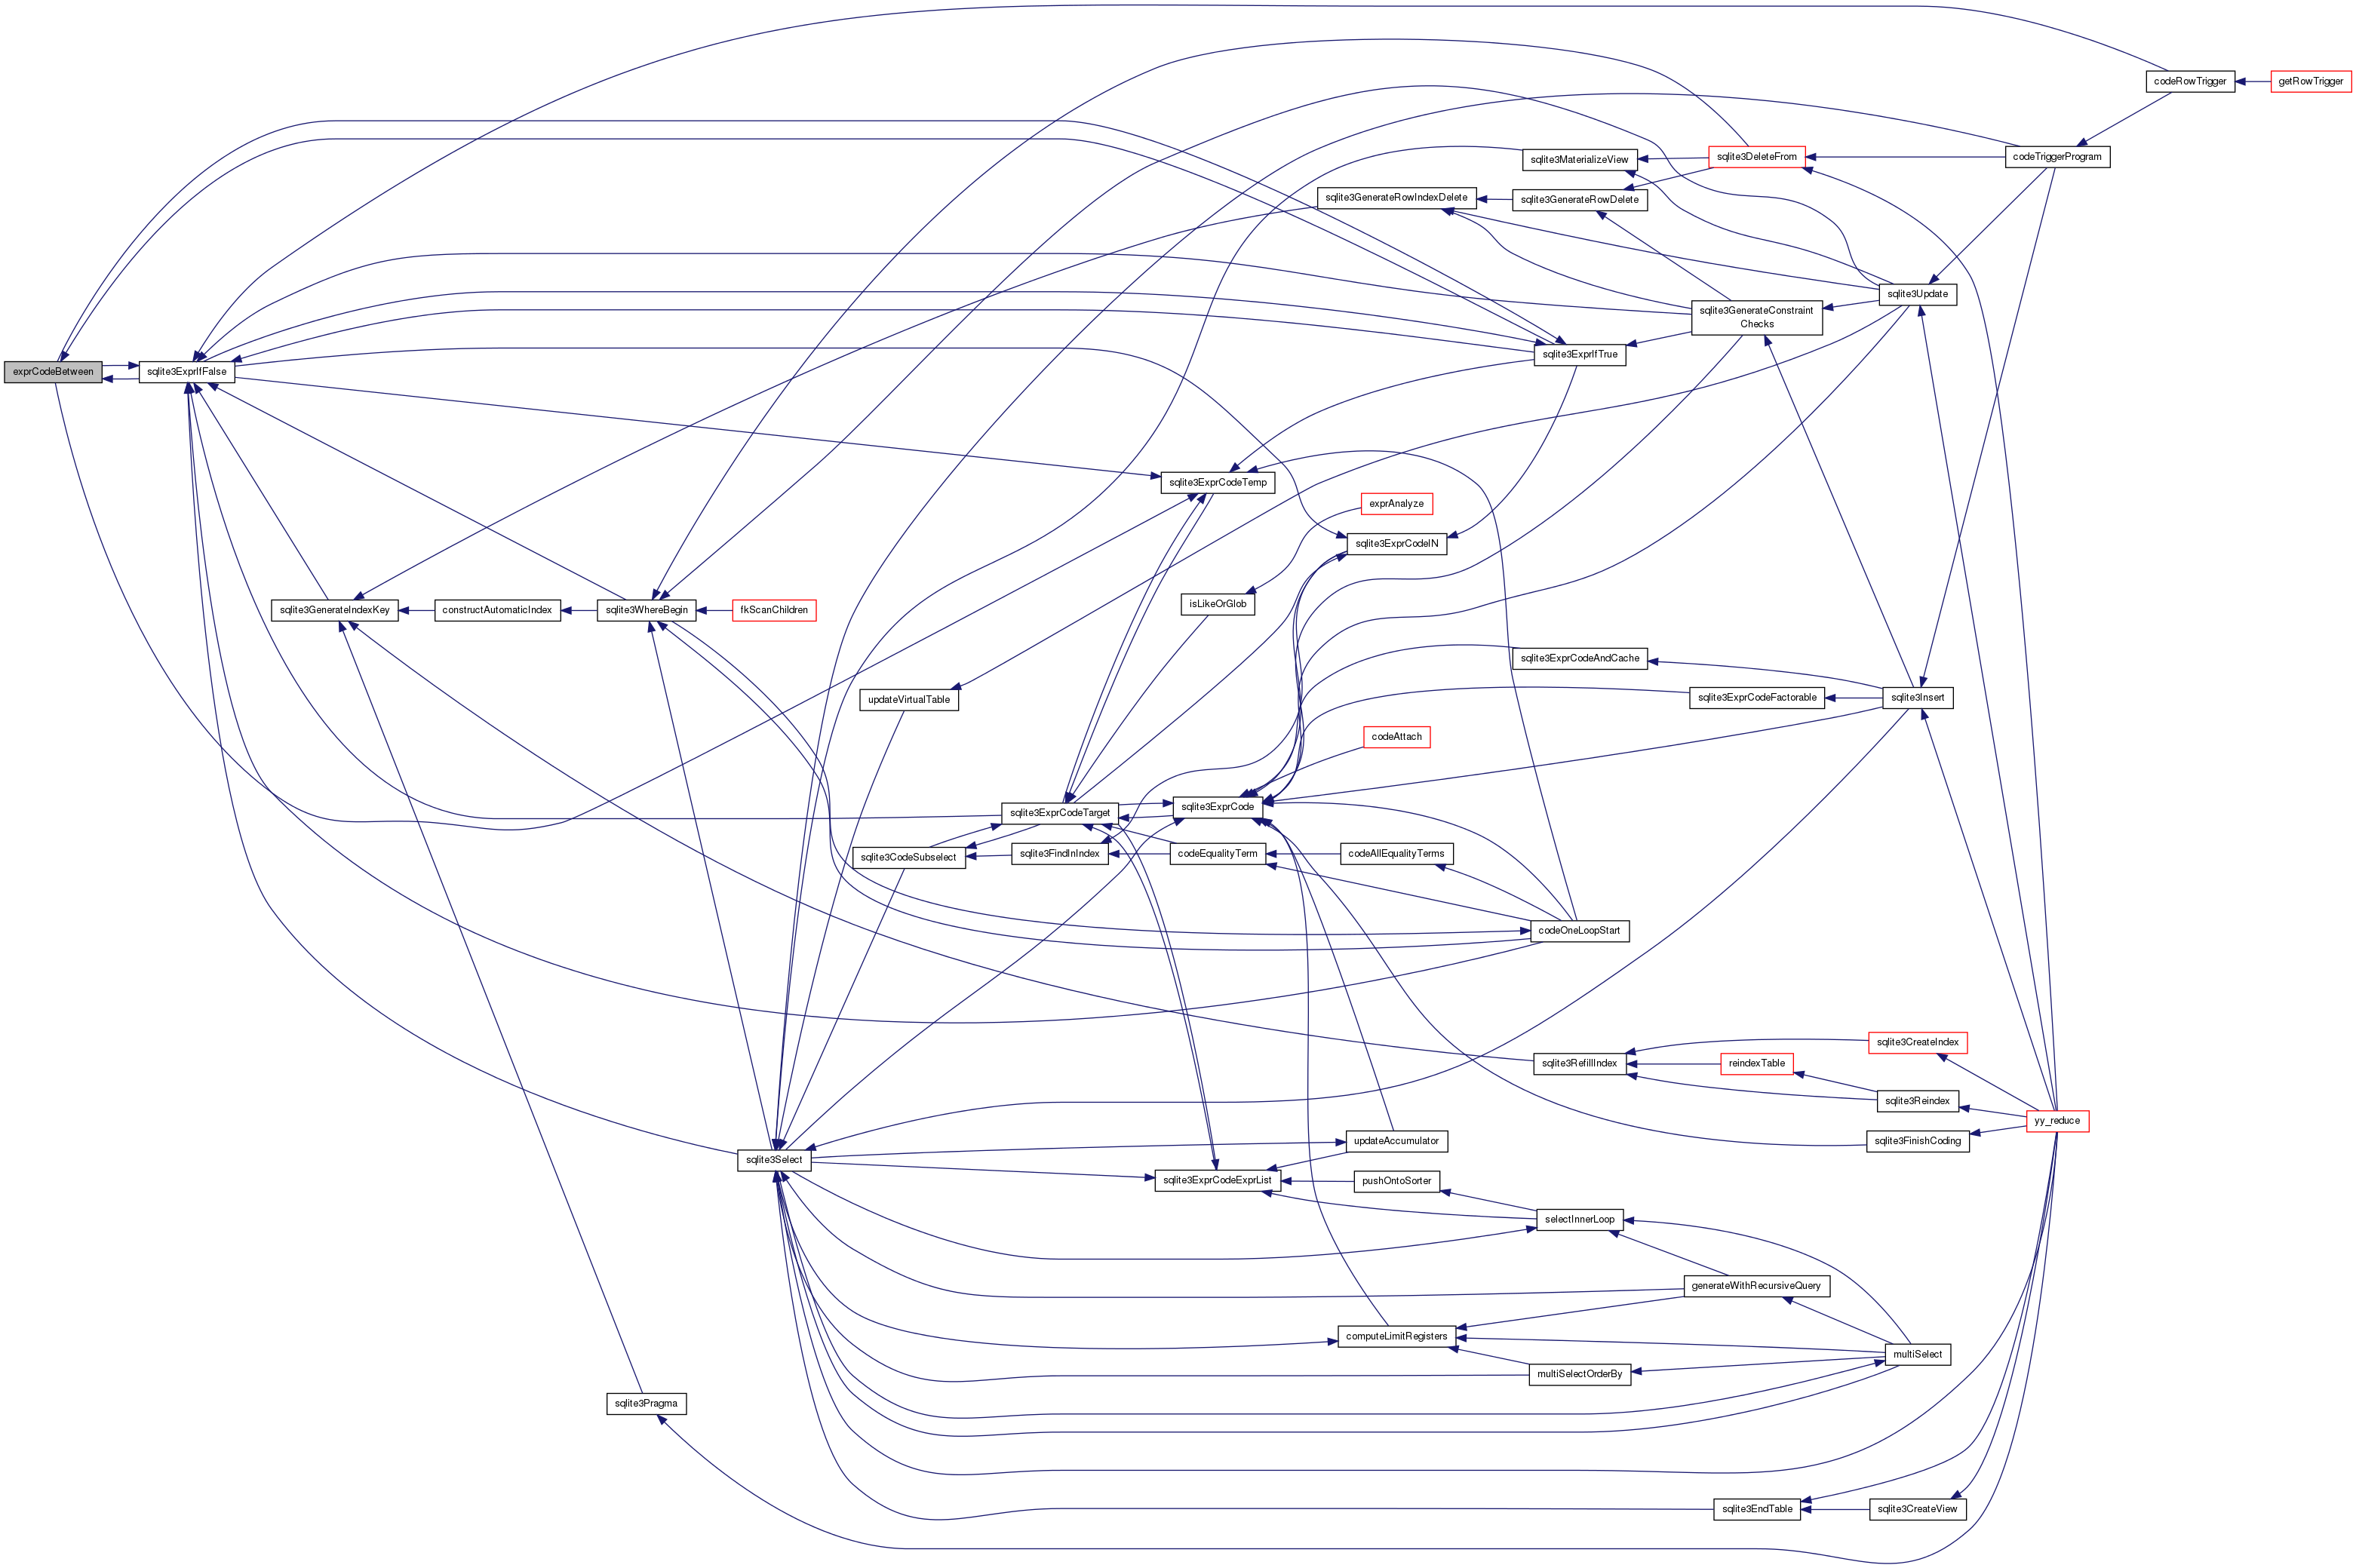 codeRowTrigger
getRowTrigger
sqlite3MaterializeView
sqlite3DeleteFrom
codeTriggerProgram
sqlite3GenerateRowIndexDelete
sqlite3GenerateRowDelete
sqlite3Update
sqlite3GenerateConstraint
Checks
sqlite3ExprIfTrue
exprCodeBetween
sqlite3ExprIfFalse
sqlite3ExprCodeTemp
exprAnalyze
sqlite3ExprCodeIN
isLikeOrGlob
sqlite3GenerateIndexKey
constructAutomaticIndex
sqlite3WhereBegin
fkScanChildren
sqlite3ExprCodeAndCache
updateVirtualTable
sqlite3ExprCodeFactorable
sqlite3Insert
codeAttach
sqlite3ExprCodeTarget
sqlite3ExprCode
sqlite3CodeSubselect
sqlite3FindInIndex
codeEqualityTerm
codeAllEqualityTerms
codeOneLoopStart
sqlite3CreateIndex
sqlite3RefillIndex
reindexTable
sqlite3Reindex
yy_reduce
updateAccumulator
sqlite3FinishCoding
sqlite3Select
sqlite3ExprCodeExprList
pushOntoSorter
selectInnerLoop
generateWithRecursiveQuery
computeLimitRegisters
multiSelect
multiSelectOrderBy
sqlite3Pragma
sqlite3EndTable
sqlite3CreateView